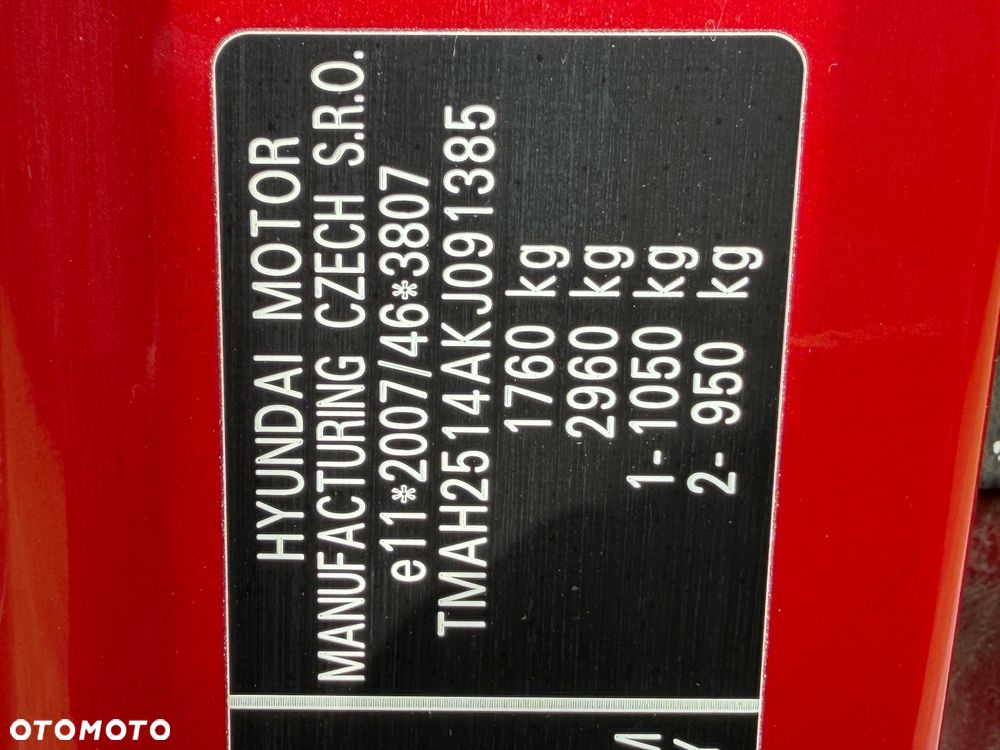 HYUNDAI MOTOR
MANUFACTURING CZECH S.R.O.
e11*2007/46*3807
TMAH2514AKJ091385
1760 kg
2960 kg
1- 1050 kg
2- 950 kg
OTOMOTO